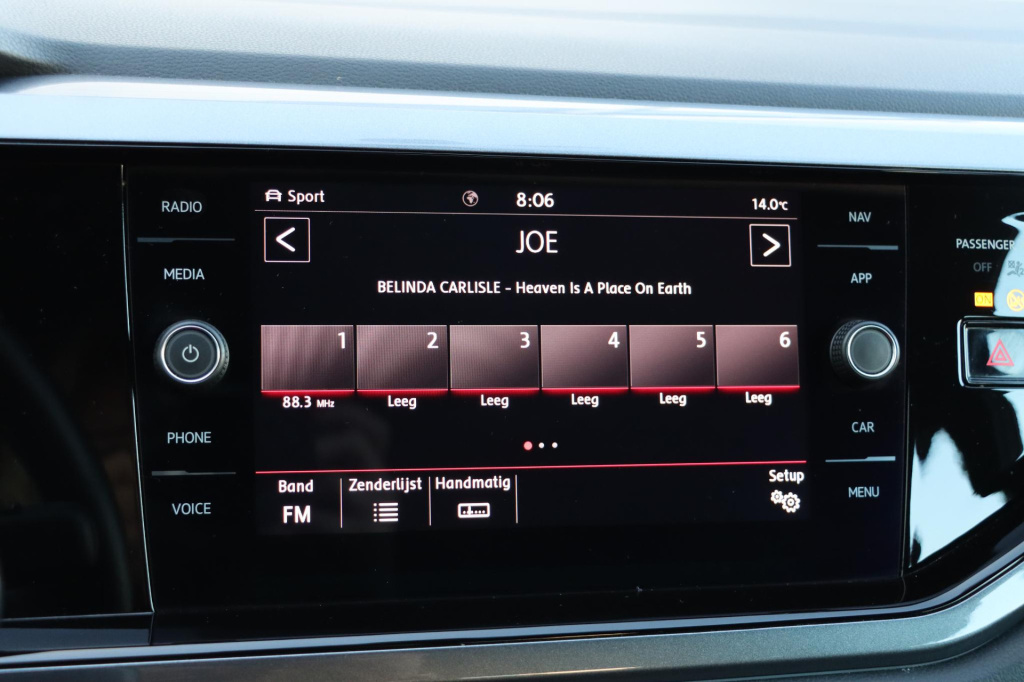 RADIO
MEDIA
PHONE
VOICE
Sport
8:06
14.0°C
JOE
BELINDA CARLISLE - Heaven Is A Place On Earth
1 2 3 4 5 6
88.3 MHz Leeg Leeg Leeg Leeg Leeg
Band Zenderlijst Handmatig Setup
FM
NAV
APP
CAR
MENU
PASSENGER
OFF
ON